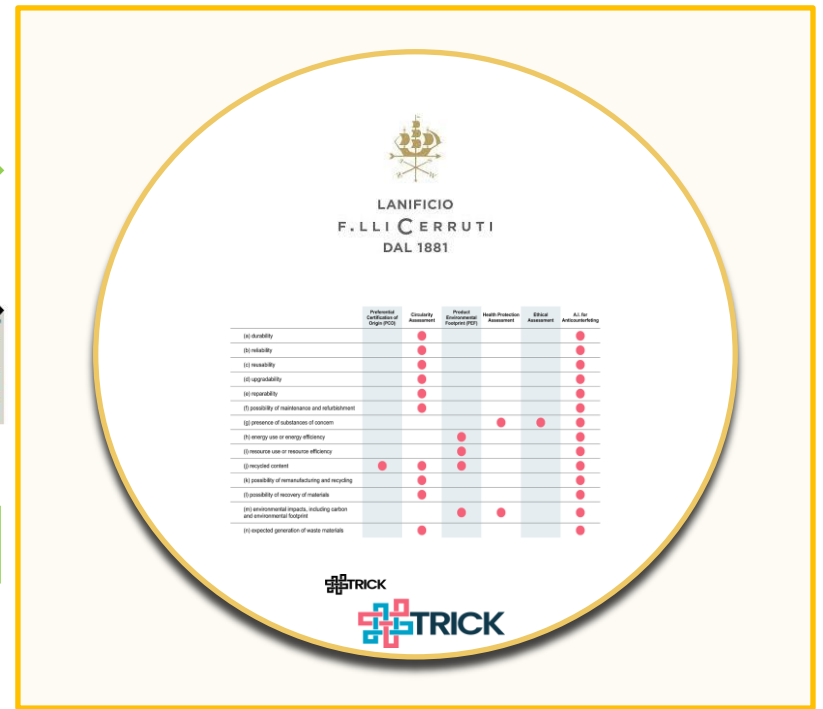 LANIFICIO
F.LLI CERRUTI
DAL 1881
Preferential Certification of Origin (PCO) Circularity Assessment Product Environmental Footprint (PEF) Health Protection Assessment Ethical Assessment A.I. for Anticounterfeting
(a) durability
(b) reliability
(c) reuseability
(d) upgradability
(e) reparability
(f) possibility of maintenance and refurbishment
(g) presence of substances of concern
(h) energy use or energy efficiency
(i) resource use or resource efficiency
(j) recycled content
(k) possibility of remanufacturing and recycling
(l) possibility of recovery of materials
(m) environmental impacts, including carbon
and environmental footprint
(n) expected generation of waste materials
TRICK
TRICK